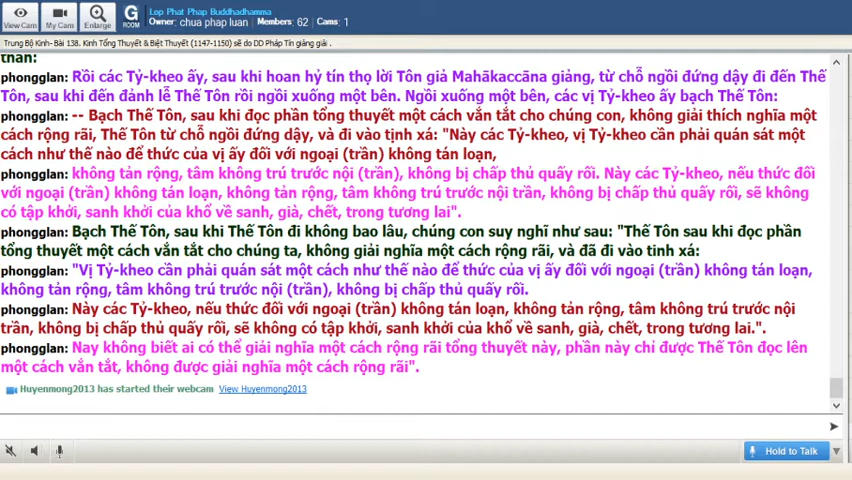 Lop Phat Phap Buddhadhamma
Owner: chua phap luan Members: 62 Cams: 1
View Cam
My Cam
Enlarge
G
ROOM
Trung Bộ Kinh- Bài 138. Kinh Tổng Thuyết & Biệt Thuyết (1147-1150) sẽ do DD Pháp Tín giảng giải .
thân:
phongglan: Rồi các Tỷ-kheo ấy, sau khi hoan hỷ tín thọ lời Tôn giả Mahākaccāna giảng, từ chỗ ngồi đứng dậy đi đến Thế
Tôn, sau khi đến đảnh lễ Thế Tôn rồi ngồi xuống một bên. Ngồi xuống một bên, các vị Tỷ-kheo ấy bạch Thế Tôn:
phongglan: -- Bạch Thế Tôn, sau khi đọc phần tổng thuyết một cách vắn tắt cho chúng con, không giải thích nghĩa một
cách rộng rãi, Thế Tôn từ chỗ ngồi đứng dậy, và đi vào tịnh xá: "Này các Tỷ-kheo, vị Tỷ-kheo cần phải quán sát một
cách như thế nào để thức của vị ấy đối với ngoại (trần) không tán loạn,
phongglan: không tản rộng, tâm không trú trước nội (trần), không bị chấp thủ quấy rối. Này các Tỷ-kheo, nếu thức đối
với ngoại (trần) không tán loạn, không tản rộng, tâm không trú trước nội trần, không bị chấp thủ quấy rối, sẽ không
có tập khởi, sanh khởi của khổ về sanh, già, chết, trong tương lai".
phongglan: Bạch Thế Tôn, sau khi Thế Tôn đi không bao lâu, chúng con suy nghĩ như sau: "Thế Tôn sau khi đọc phần
tổng thuyết một cách vắn tắt cho chúng ta, không giải nghĩa một cách rộng rãi, và đã đi vào tinh xá:
phongglan: "Vị Tỷ-kheo cần phải quán sát một cách như thế nào để thức của vị ấy đối với ngoại (trần) không tán loạn,
không tản rộng, tâm không trú trước nội (trần), không bị chấp thủ quấy rối.
phongglan: Này các Tỷ-kheo, nếu thức đối với ngoại (trần) không tán loạn, không tản rộng, tâm không trú trước nội
trần, không bị chấp thủ quấy rối, sẽ không có tập khởi, sanh khởi của khổ về sanh, già, chết, trong tương lai.".
phongglan: Nay không biết ai có thể giải nghĩa một cách rộng rãi tổng thuyết này, phần này chỉ được Thế Tôn đọc lên
một cách vắn tắt, không được giải nghĩa một cách rộng rãi".
Huyenmong2013 has started their webcam View Huyenmong2013
Hold to Talk